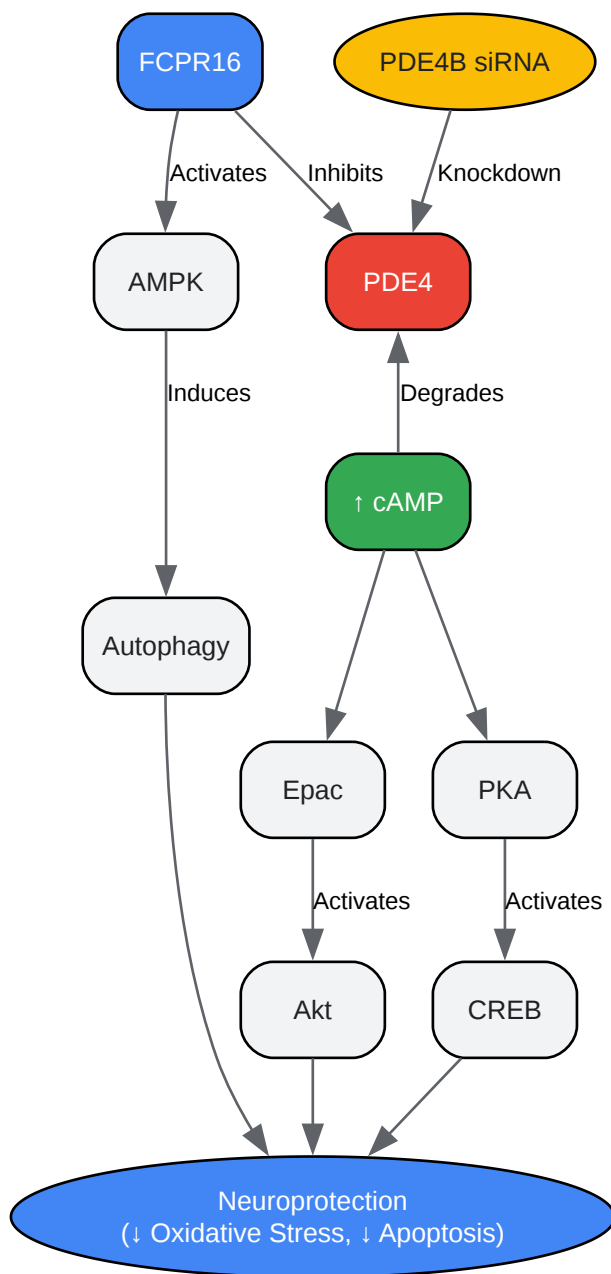 FCPR16
PDE4B siRNA
Activates
Inhibits
Knockdown
AMPK
PDE4
Induces
Degrades
↑ cAMP
Autophagy
Epac
PKA
Activates
Activates
Akt
CREB
Neuroprotection
(↓ Oxidative Stress, ↓ Apoptosis)